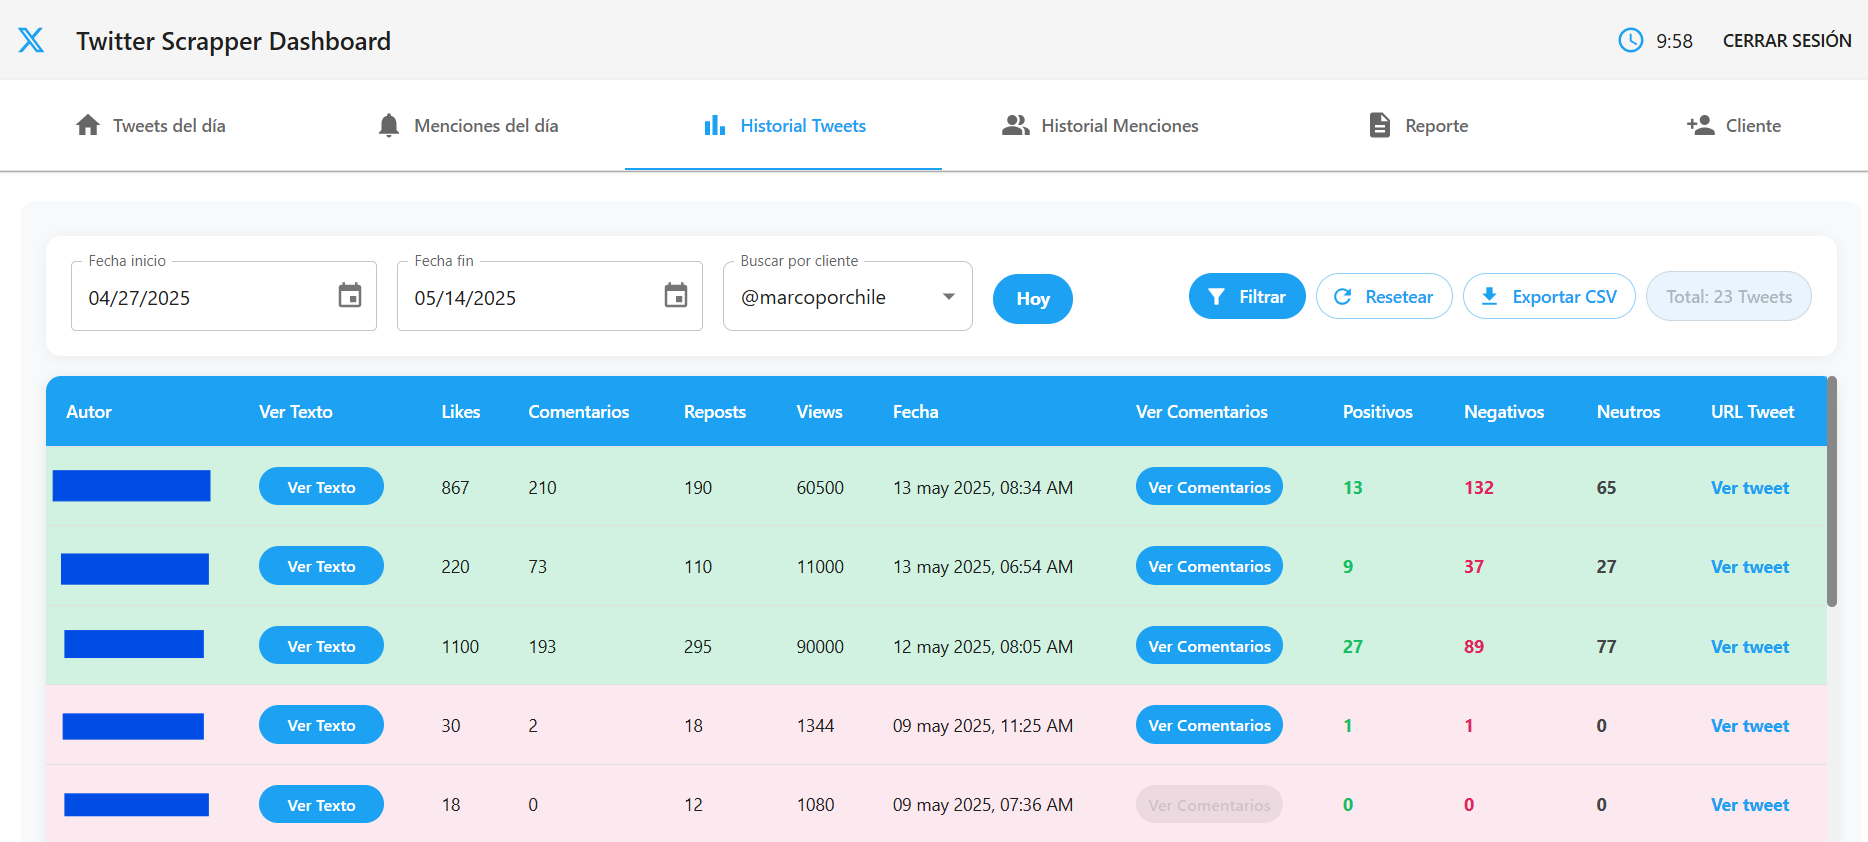 Twitter Scrapper Dashboard 9:58 CERRAR SESIÓN
Tweets del día Menciones del día Historial Tweets Historial Menciones Reporte Cliente
Fecha inicio Fecha fin Buscar por cliente
04/27/2025 05/14/2025 @marcoporchile Hoy Filtrar Resetear Exportar CSV Total: 23 Tweets
Autor Ver Texto Likes Comentarios Reposts Views Fecha Ver Comentarios Positivos Negativos Neutros URL Tweet
Ver Texto 867 210 190 60500 13 may 2025, 08:34 AM Ver Comentarios 13 132 65 Ver tweet
Ver Texto 220 73 110 11000 13 may 2025, 06:54 AM Ver Comentarios 9 37 27 Ver tweet
Ver Texto 1100 193 295 90000 12 may 2025, 08:05 AM Ver Comentarios 27 89 77 Ver tweet
Ver Texto 30 2 18 1344 09 may 2025, 11:25 AM Ver Comentarios 1 1 0 Ver tweet
Ver Texto 18 0 12 1080 09 may 2025, 07:36 AM Ver Comentarios 0 0 0 Ver tweet